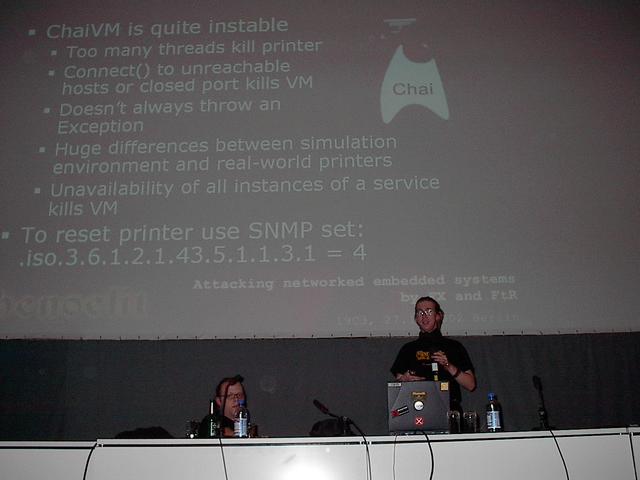 ChaiVM is quite instable
Too many threads kill printer
Connect() to unreachable
hosts or closed port kills VM
Doesn't always throw an
Exception
Huge differences between simulation
environment and real-world printers
Unavailability of all instances of a service
kills VM
To reset printer use SNMP set:
.iso.3.6.1.2.1.43.5.1.1.3.1 = 4
Chai
Attacking networked embedded systems
by FX and FtR
Berlin